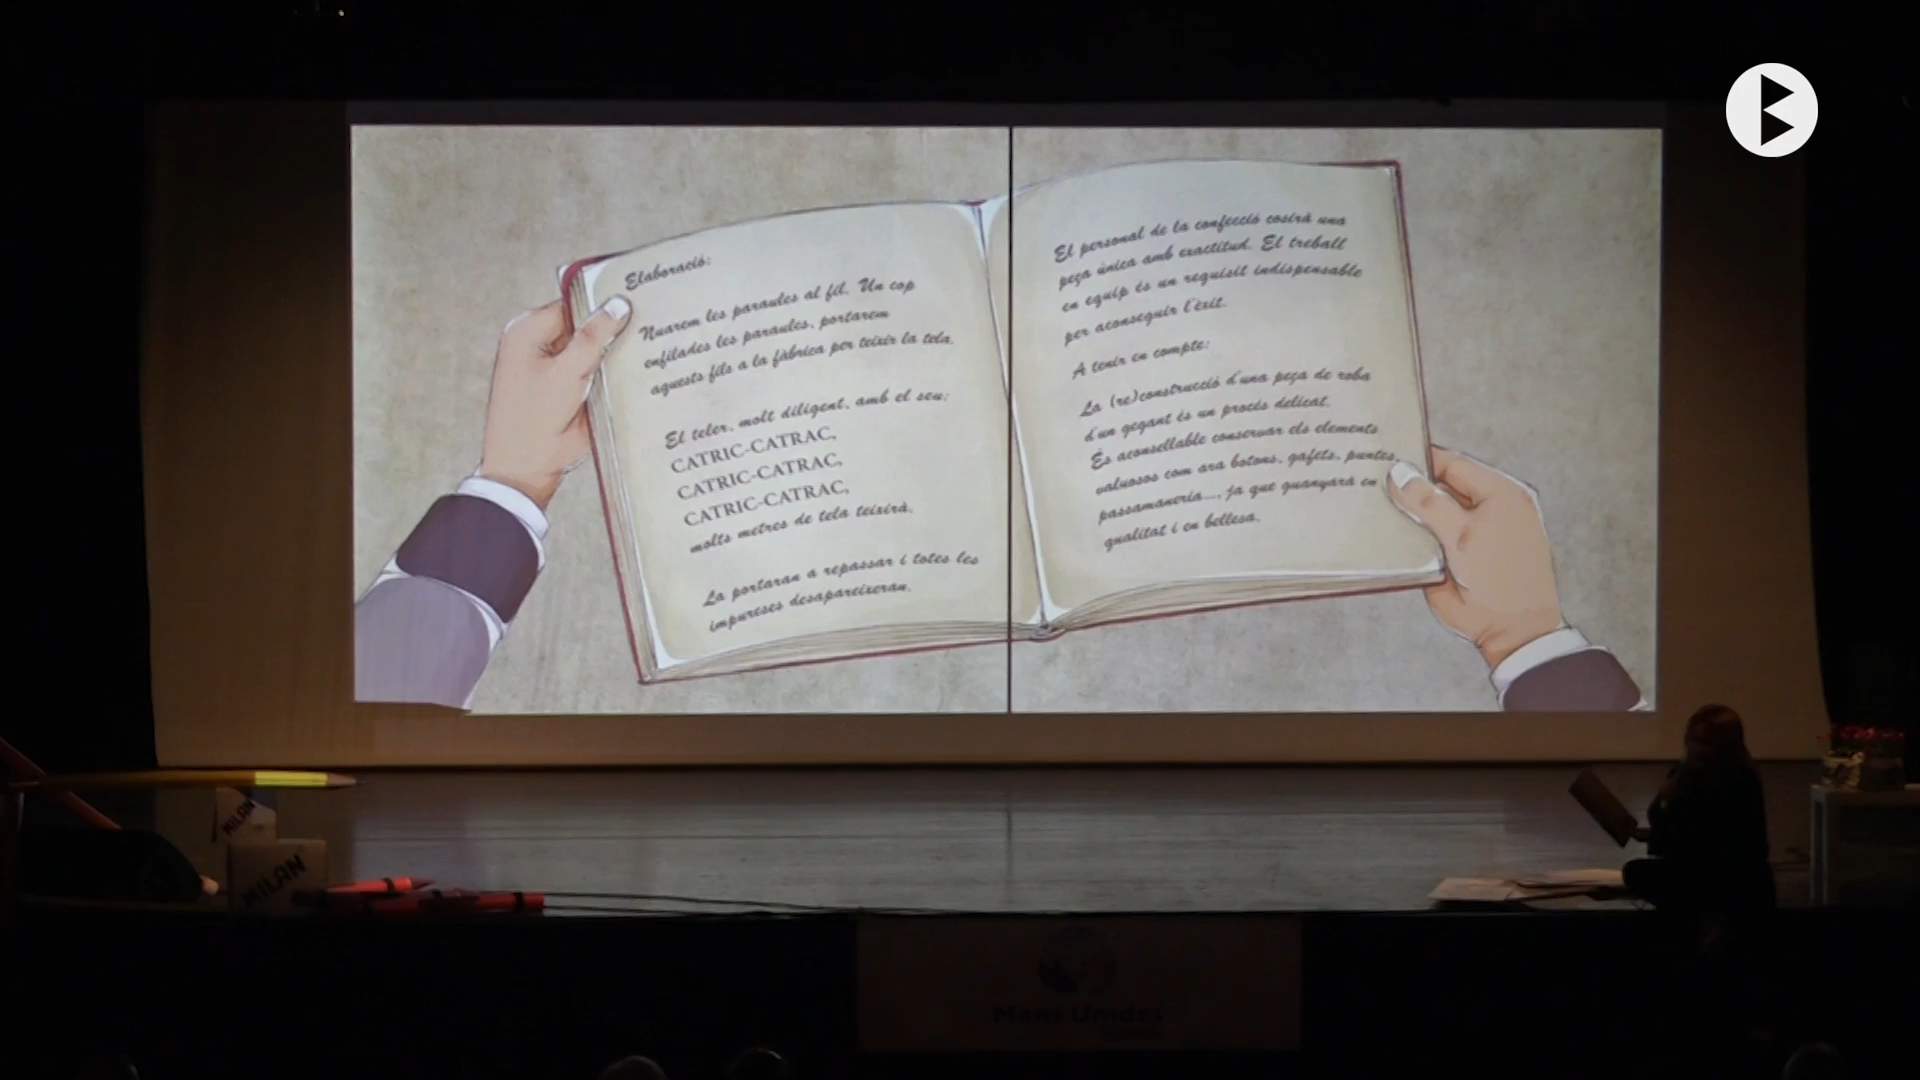 Elaboració:
Nuarem les paraules al fil. Un cop
enfilades les paraules, portarem
aquests fils a la fàbrica per teixir la tela.
El teler, molt diligent, amb el seu:
CATRIC-CATRAC,
CATRIC-CATRAC,
CATRIC-CATRAC,
molts metres de tela teixirà.
La portaran a repassar i totes les
impureses desapareixeran.
El personal de la confecció cosirà una
peça única amb exactitud. El treball
en equip és un requisit indispensable
per aconseguir l'èxit.
A tenir en compte:
La (re)construcció d'una peça de roba
d'un gegant és un procés delicat.
És aconsellable conservar els elements
valuosos com ara botons, gafets, puntes,
passamaneria..., ja que guanyarà en
qualitat i en bellesa.
MILAN
MILAN
Mans Unides